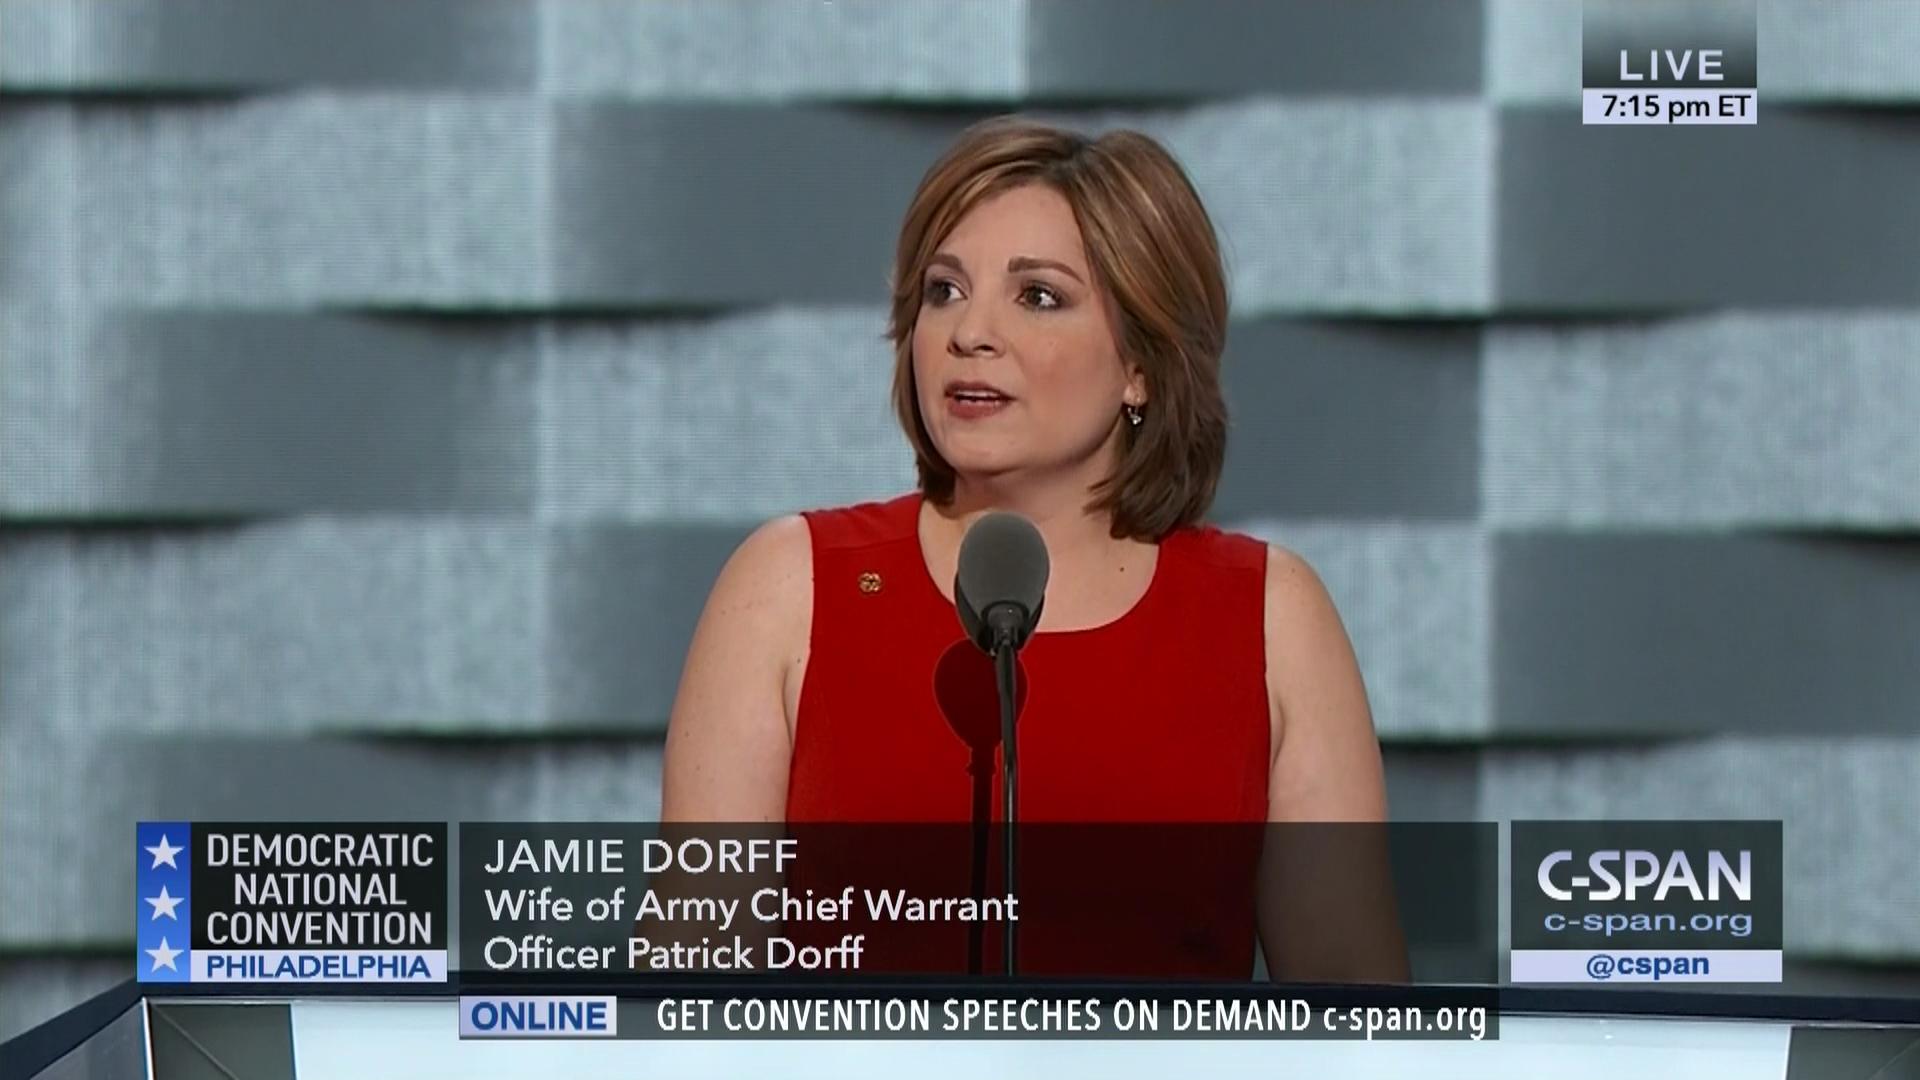 LIVE
7:15 pm ET
DEMOCRATIC
NATIONAL
CONVENTION
PHILADELPHIA
JAMIE DORFF
Wife of Army Chief Warrant
Officer Patrick Dorff
C-SPAN
c-span.org
@cspan
ONLINE GET CONVENTION SPEECHES ON DEMAND c-span.org